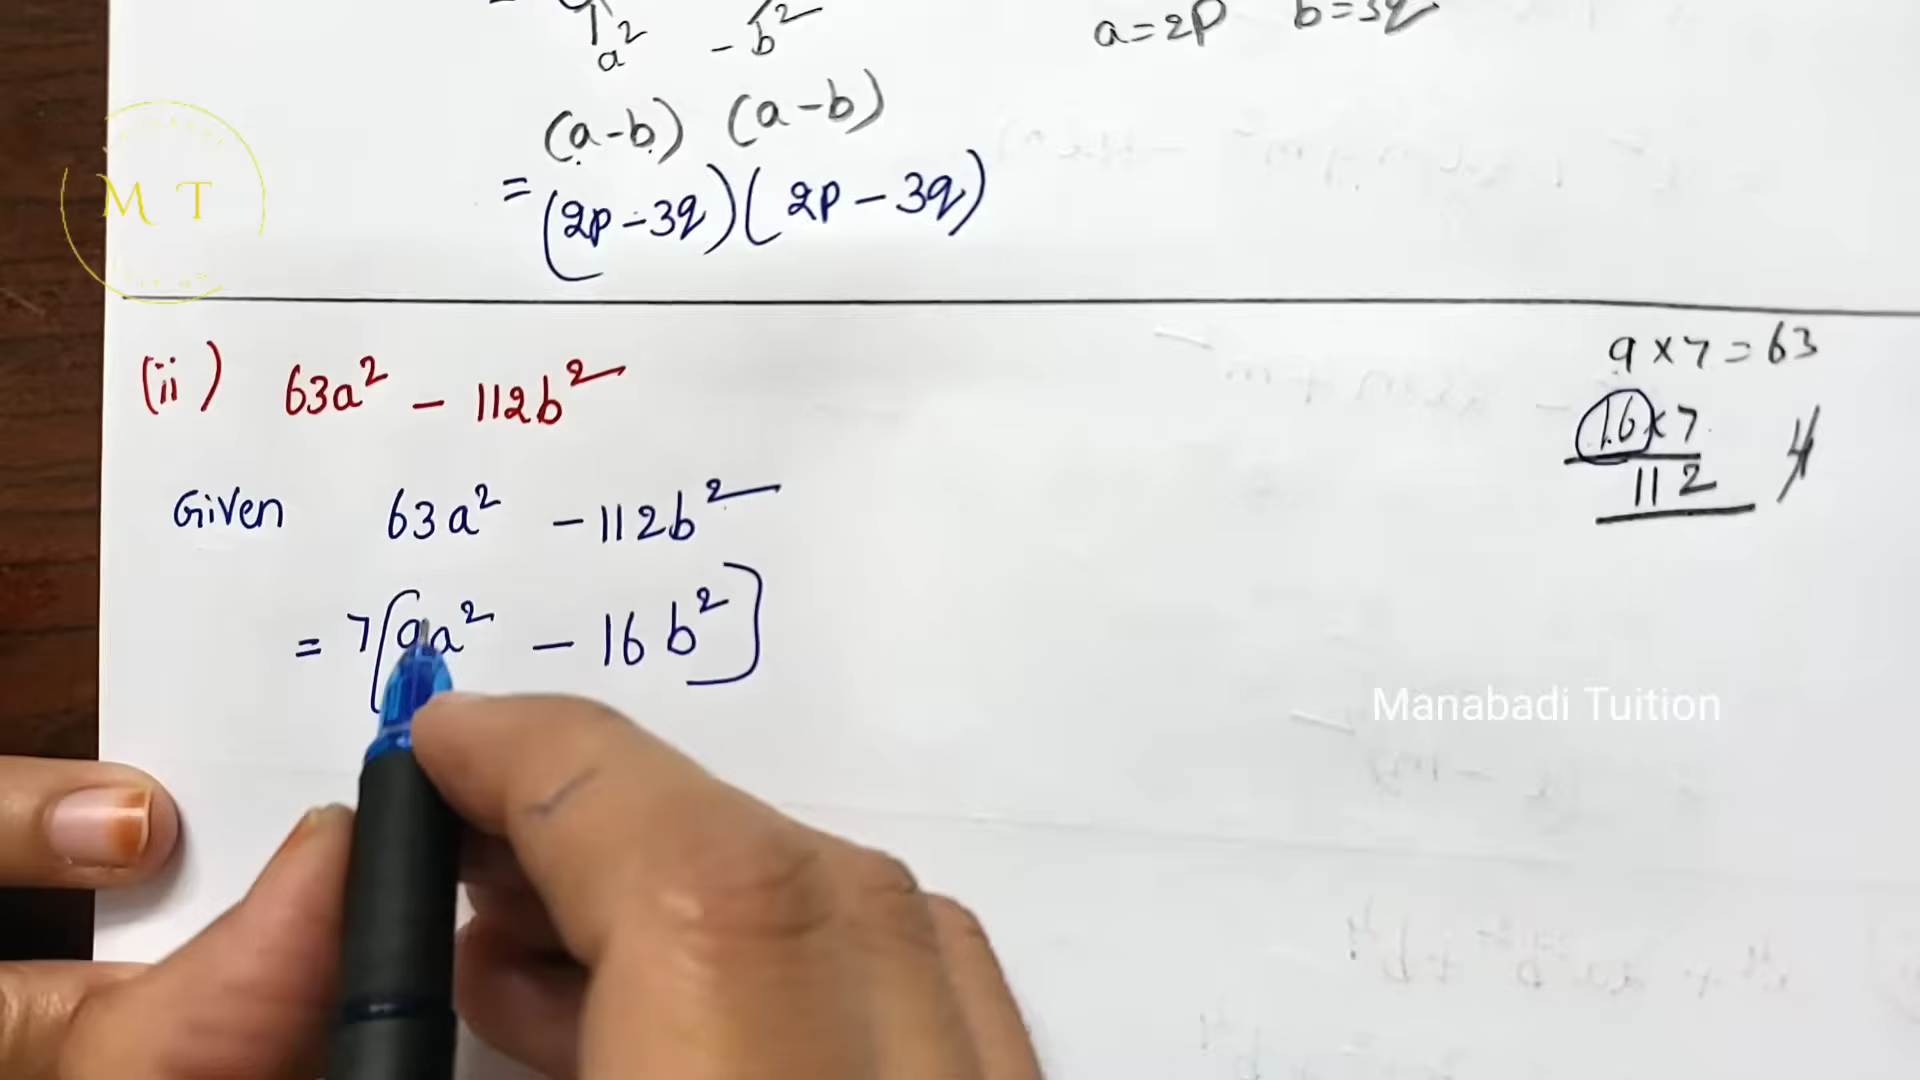 a² - b²
a=2P b=3q
(a-b) (a-b)
= (2p-3q)(2p-3q)
M T
(ii) 63a² - 112b²
9 x 7 = 63
16 x 7
112
Given 63a² - 112b²
= 7[9a² - 16b²]
Manabadi Tuition